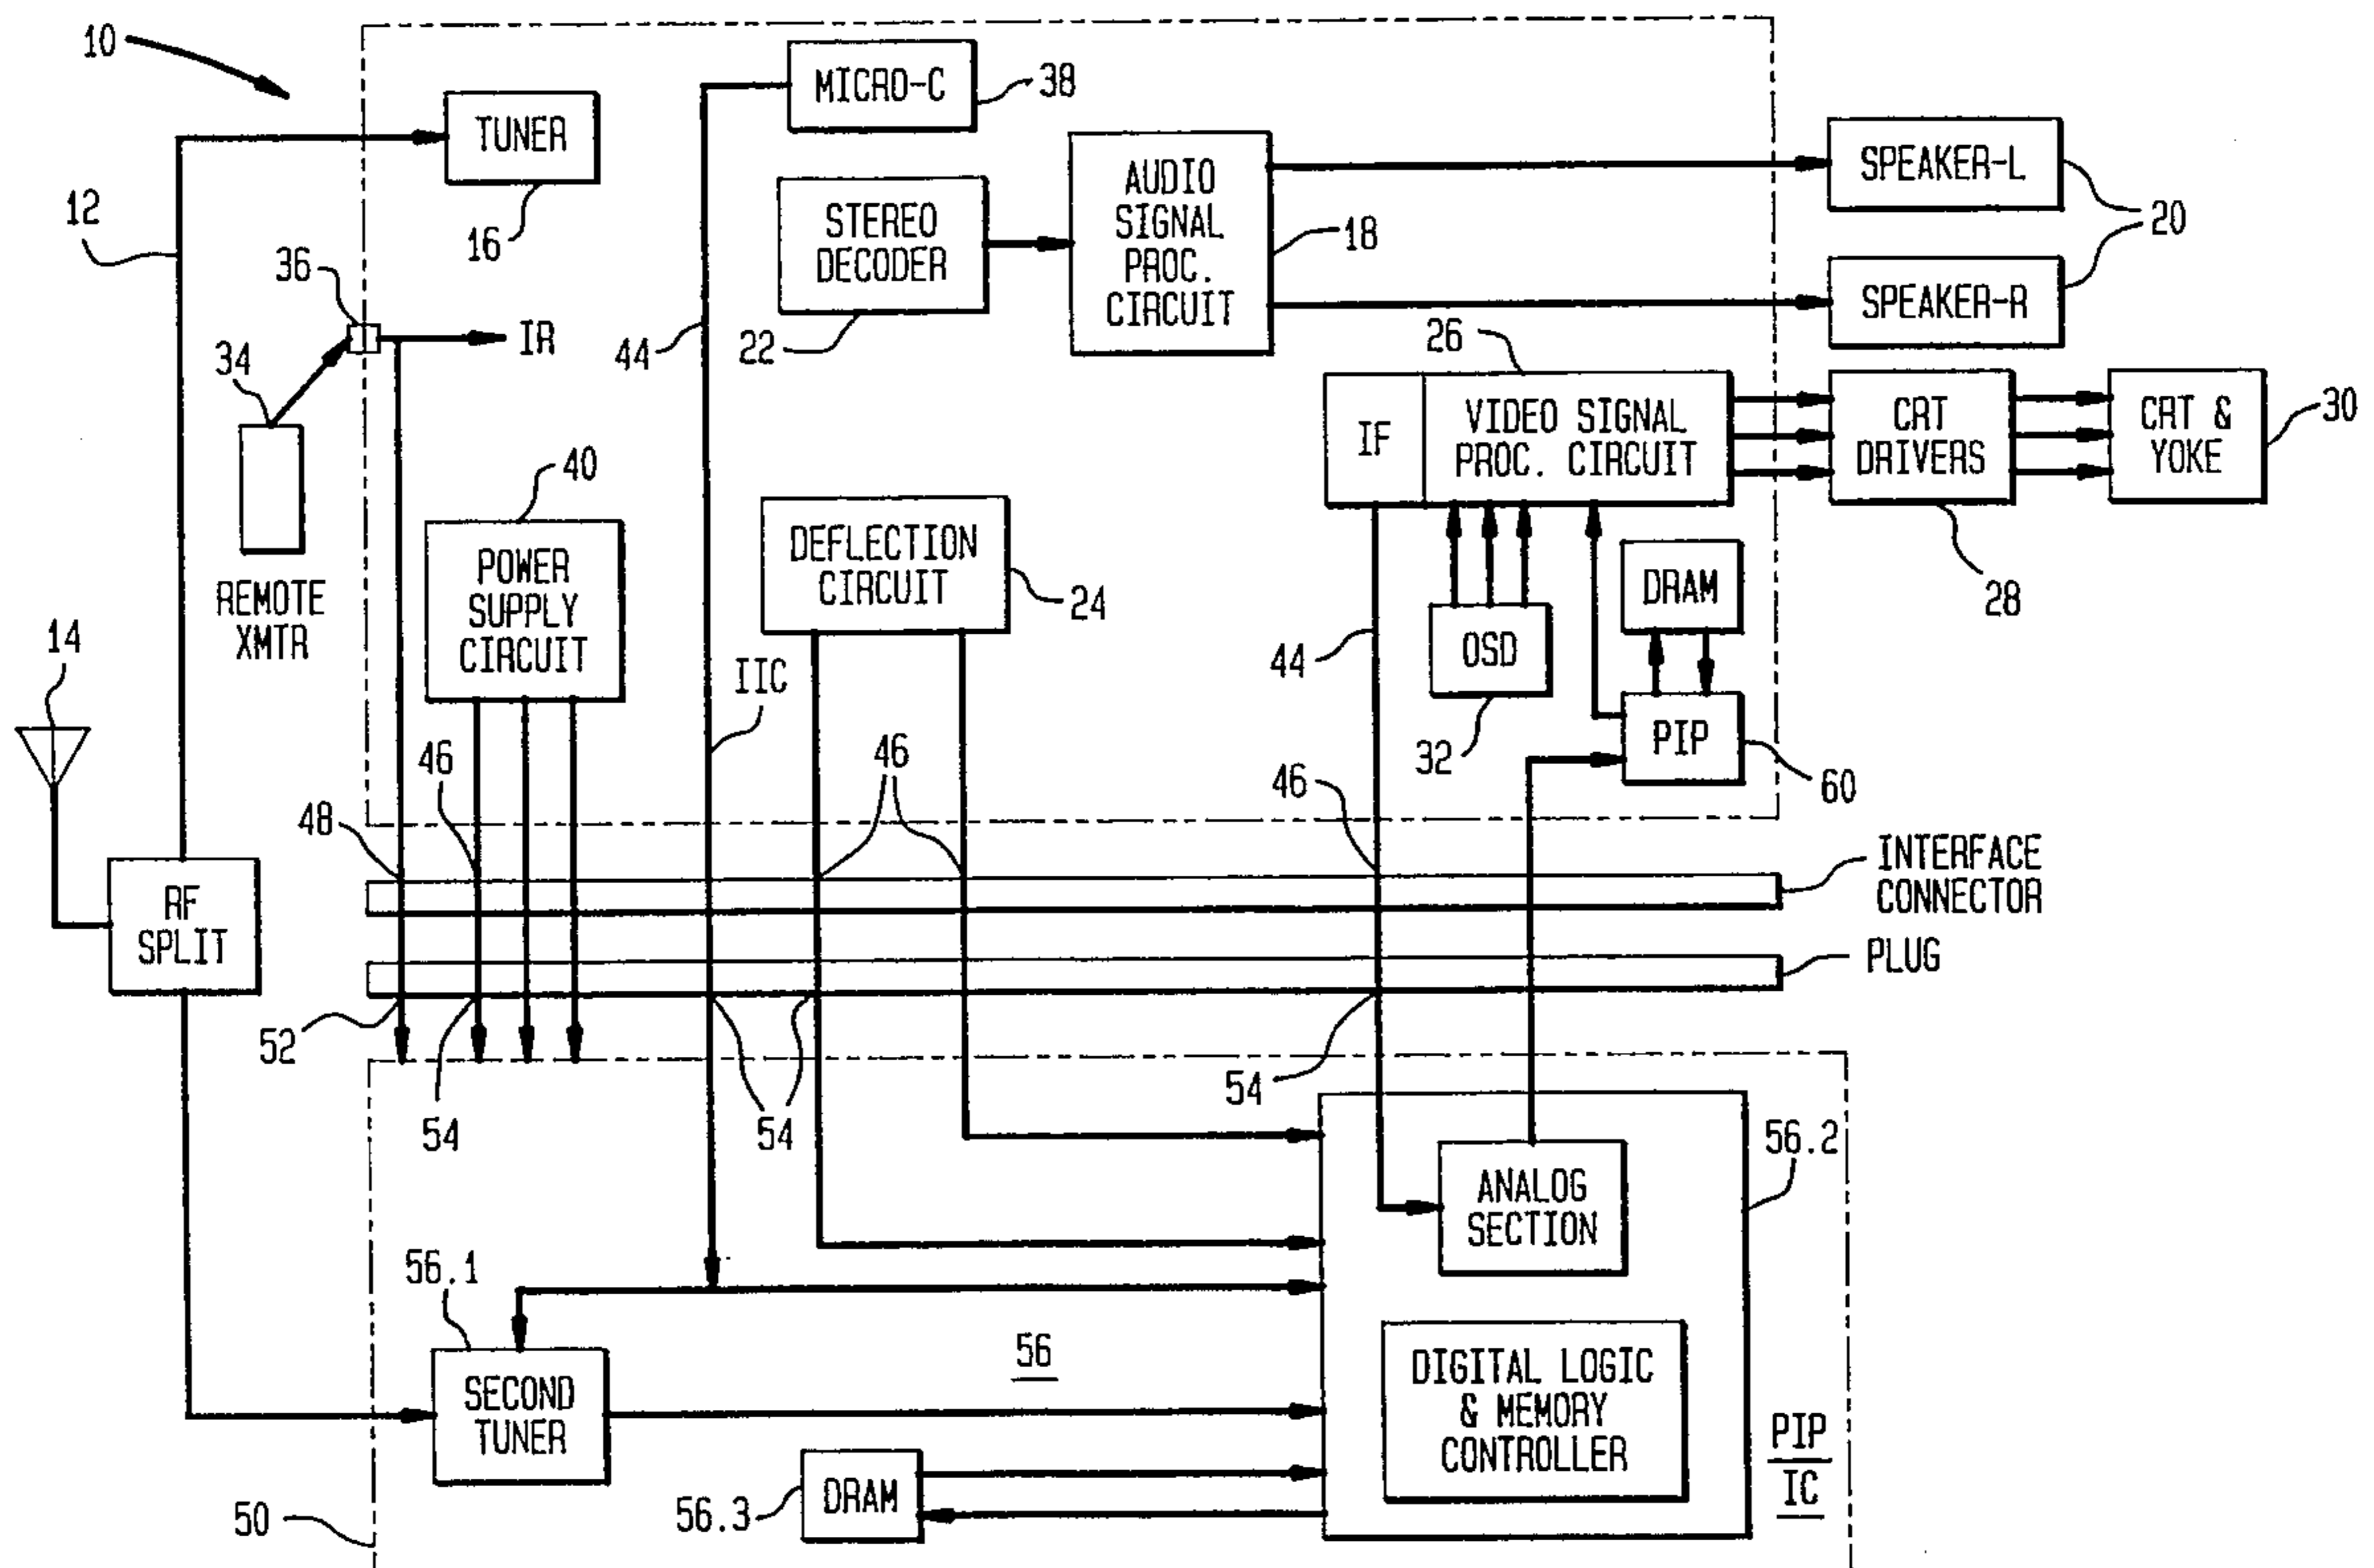 10
MICRO-C
38
TUNER
16
12
AUDIO
SIGNAL
PROC.
CIRCUIT
18
SPEAKER-L
20
SPEAKER-R
STEREO
DECODER
22
36
IR
34
44
REMOTE
XMTR
26
IF
VIDEO SIGNAL
PROC. CIRCUIT
CRT
DRIVERS
28
CRT &
YOKE
30
40
POWER
SUPPLY
CIRCUIT
DEFLECTION
CIRCUIT
24
DRAM
OSD
32
44
PIP
60
14
IIC
46
46
46
48
INTERFACE
CONNECTOR
RF
SPLIT
PLUG
52
54
54
54
54
56.2
ANALOG
SECTION
56.1
SECOND
TUNER
56
DIGITAL LOGIC
& MEMORY
CONTROLLER
PIP
IC
50
56.3
DRAM